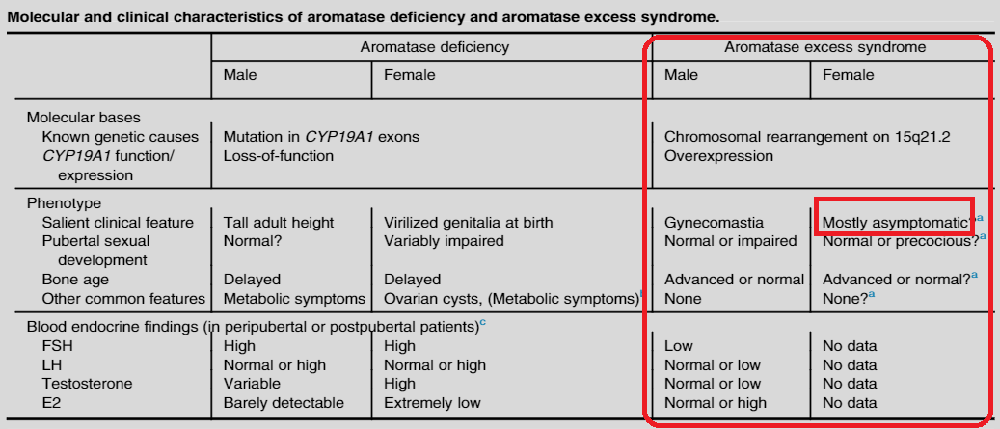 Molecular and clinical characteristics of aromatase deficiency and aromatase excess syndrome.
Aromatase deficiency Aromatase excess syndrome
Male Female Male Female
Molecular bases
Known genetic causes Mutation in CYP19A1 exons Chromosomal rearrangement on 15q21.2
CYP19A1 function/ Loss-of-function Overexpression
expression
Phenotype
Salient clinical feature Tall adult height Virilized genitalia at birth Gynecomastia Mostly asymptomatic?a
Pubertal sexual Normal? Variably impaired Normal or impaired Normal or precocious?a
development
Bone age Delayed Delayed Advanced or normal Advanced or normal?a
Other common features Metabolic symptoms Ovarian cysts, (Metabolic symptoms) None None?a
Blood endocrine findings (in peripubertal or postpubertal patients)c
FSH High High Low No data
LH Normal or high Normal or high Normal or low No data
Testosterone Variable High Normal or low No data
E2 Barely detectable Extremely low Normal or high No data